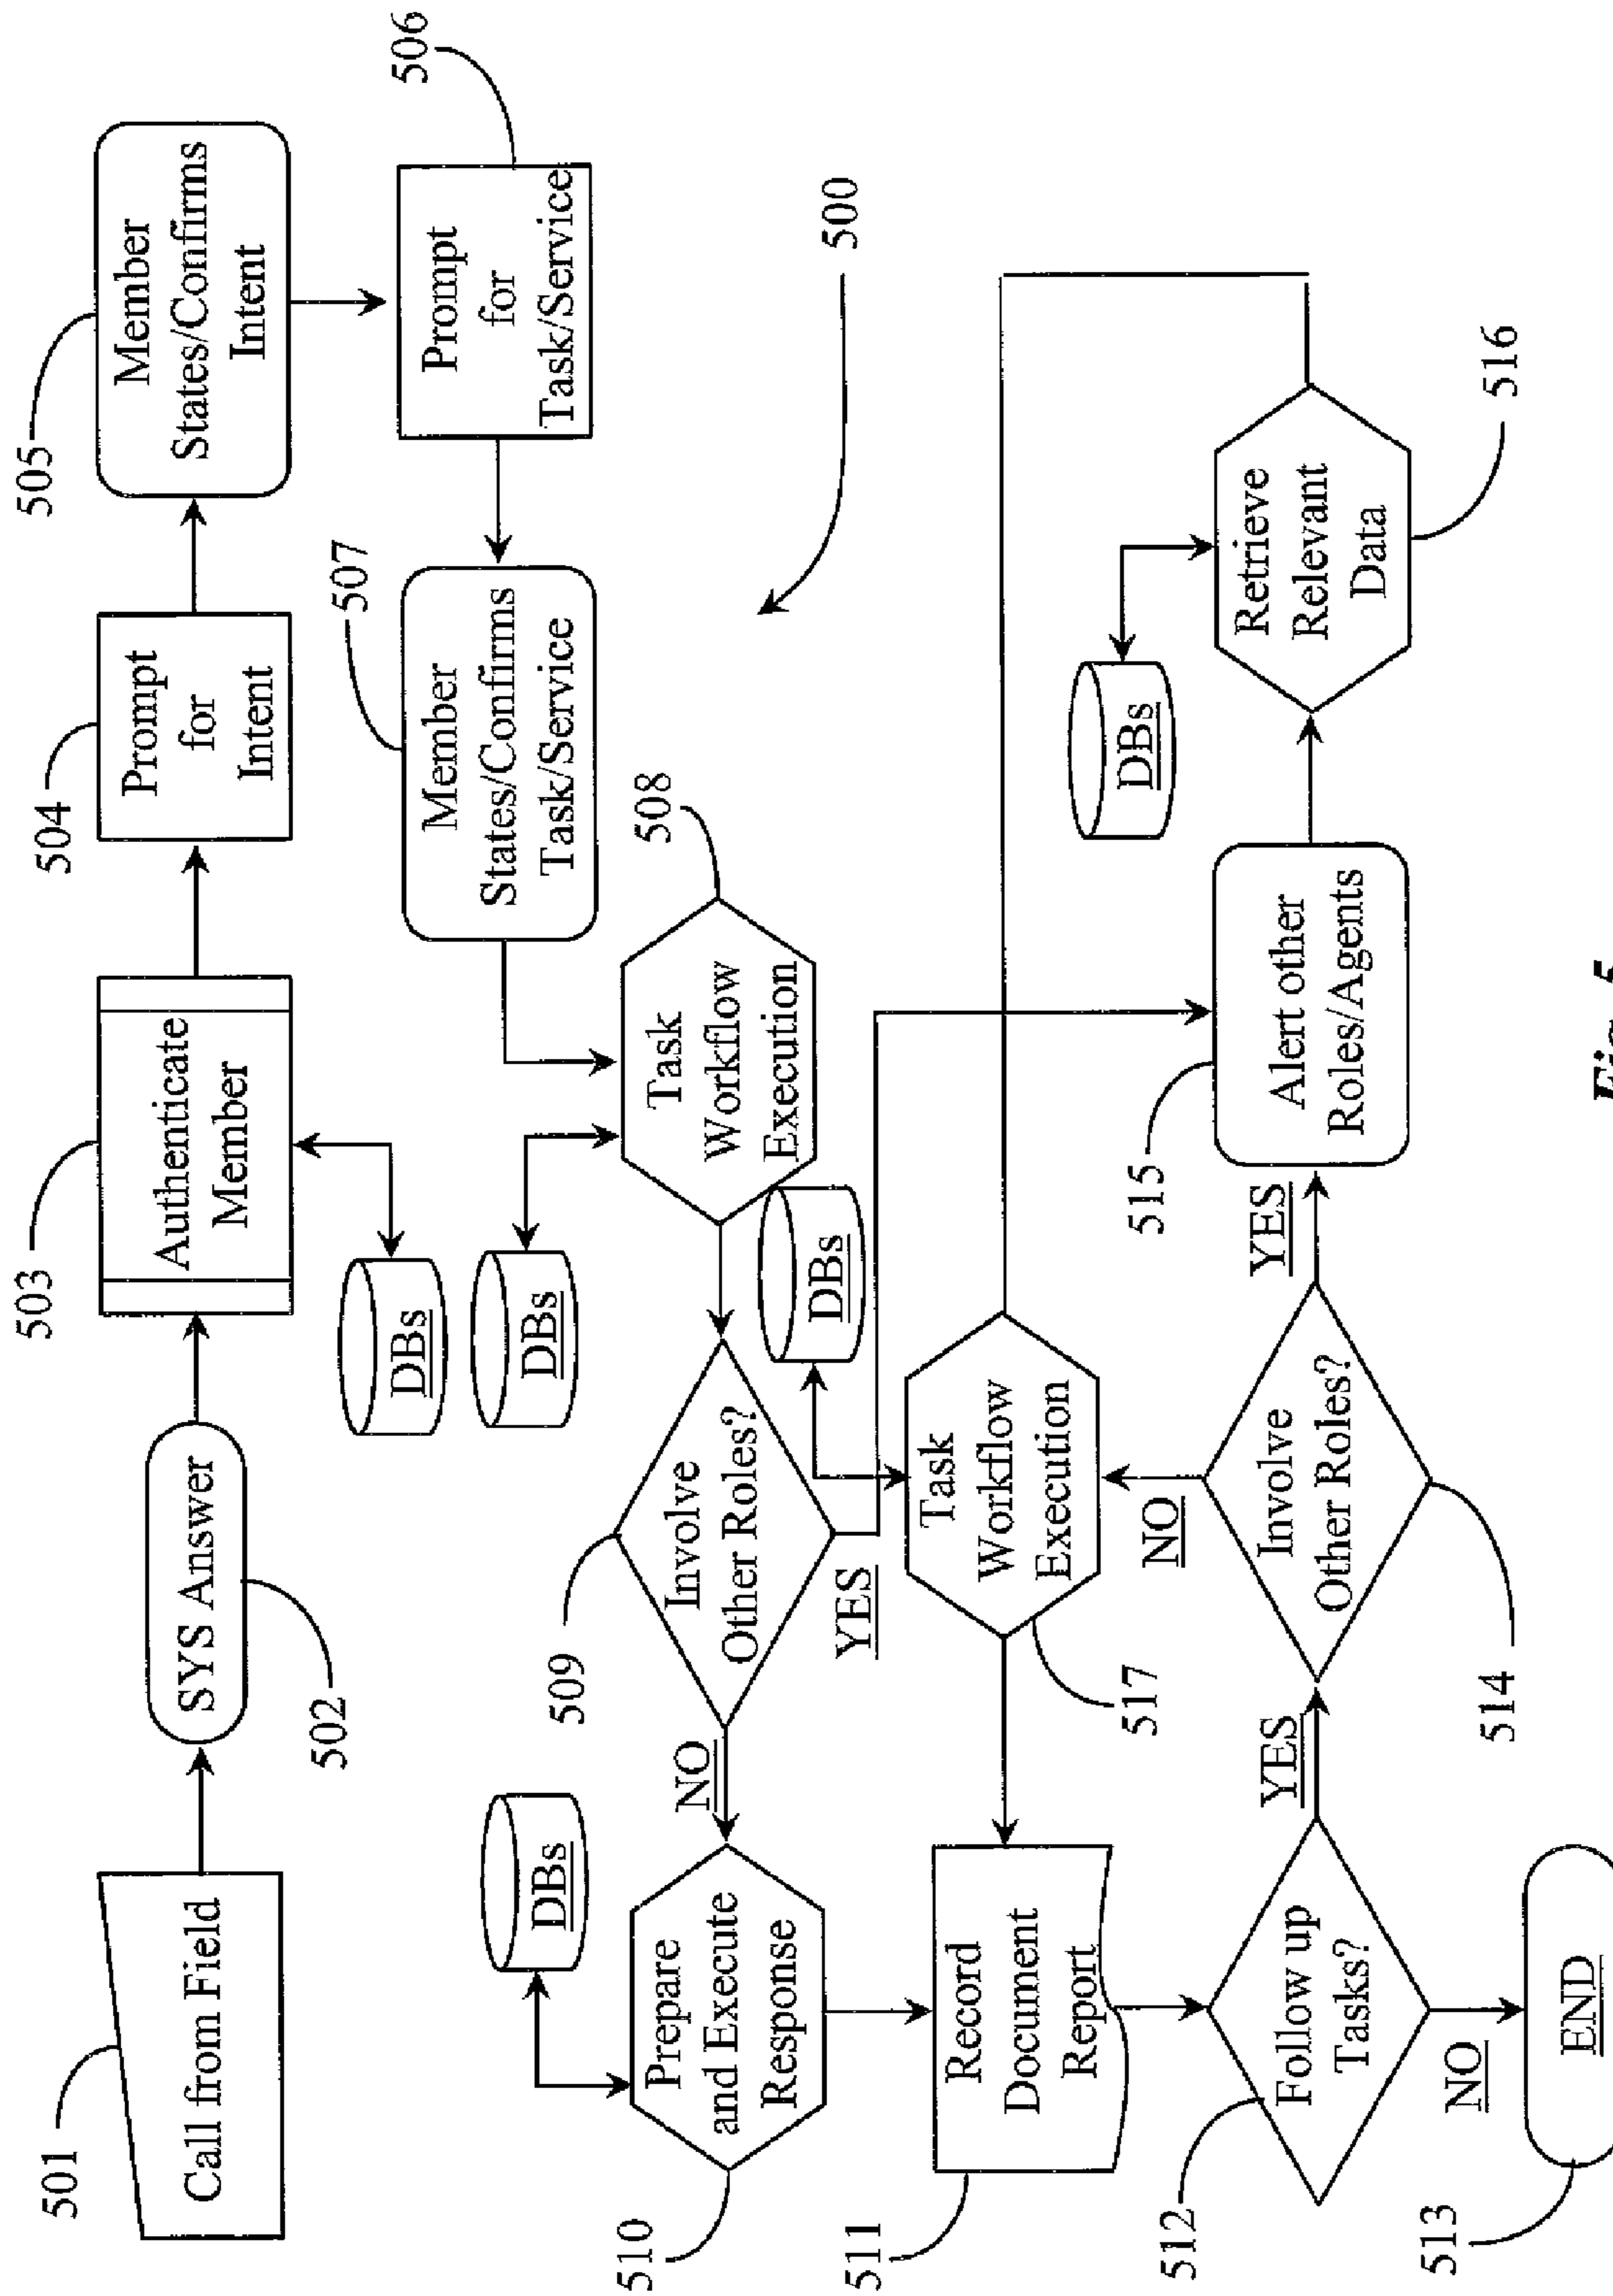 501
Call from Field
SYS Answer
502
503
Authenticate
Member
DBs
504
Prompt
for
Intent
505
Member
States/Confirms
Intent
506
Prompt
for
Task/Service
507
Member
States/Confirms
Task/Service
500
508
Task
Workflow
Execution
DBs
509
Involve
Other Roles?
NO
YES
510
Prepare
and Execute
Response
DBs
511
Record
Document
Report
512
Follow up
Tasks?
NO
YES
513
END
514
Involve
Other Roles?
NO
YES
515
Alert other
Roles/Agents
516
Retrieve
Relevant
Data
DBs
517
Task
Workflow
Execution
DBs
Fig. 5